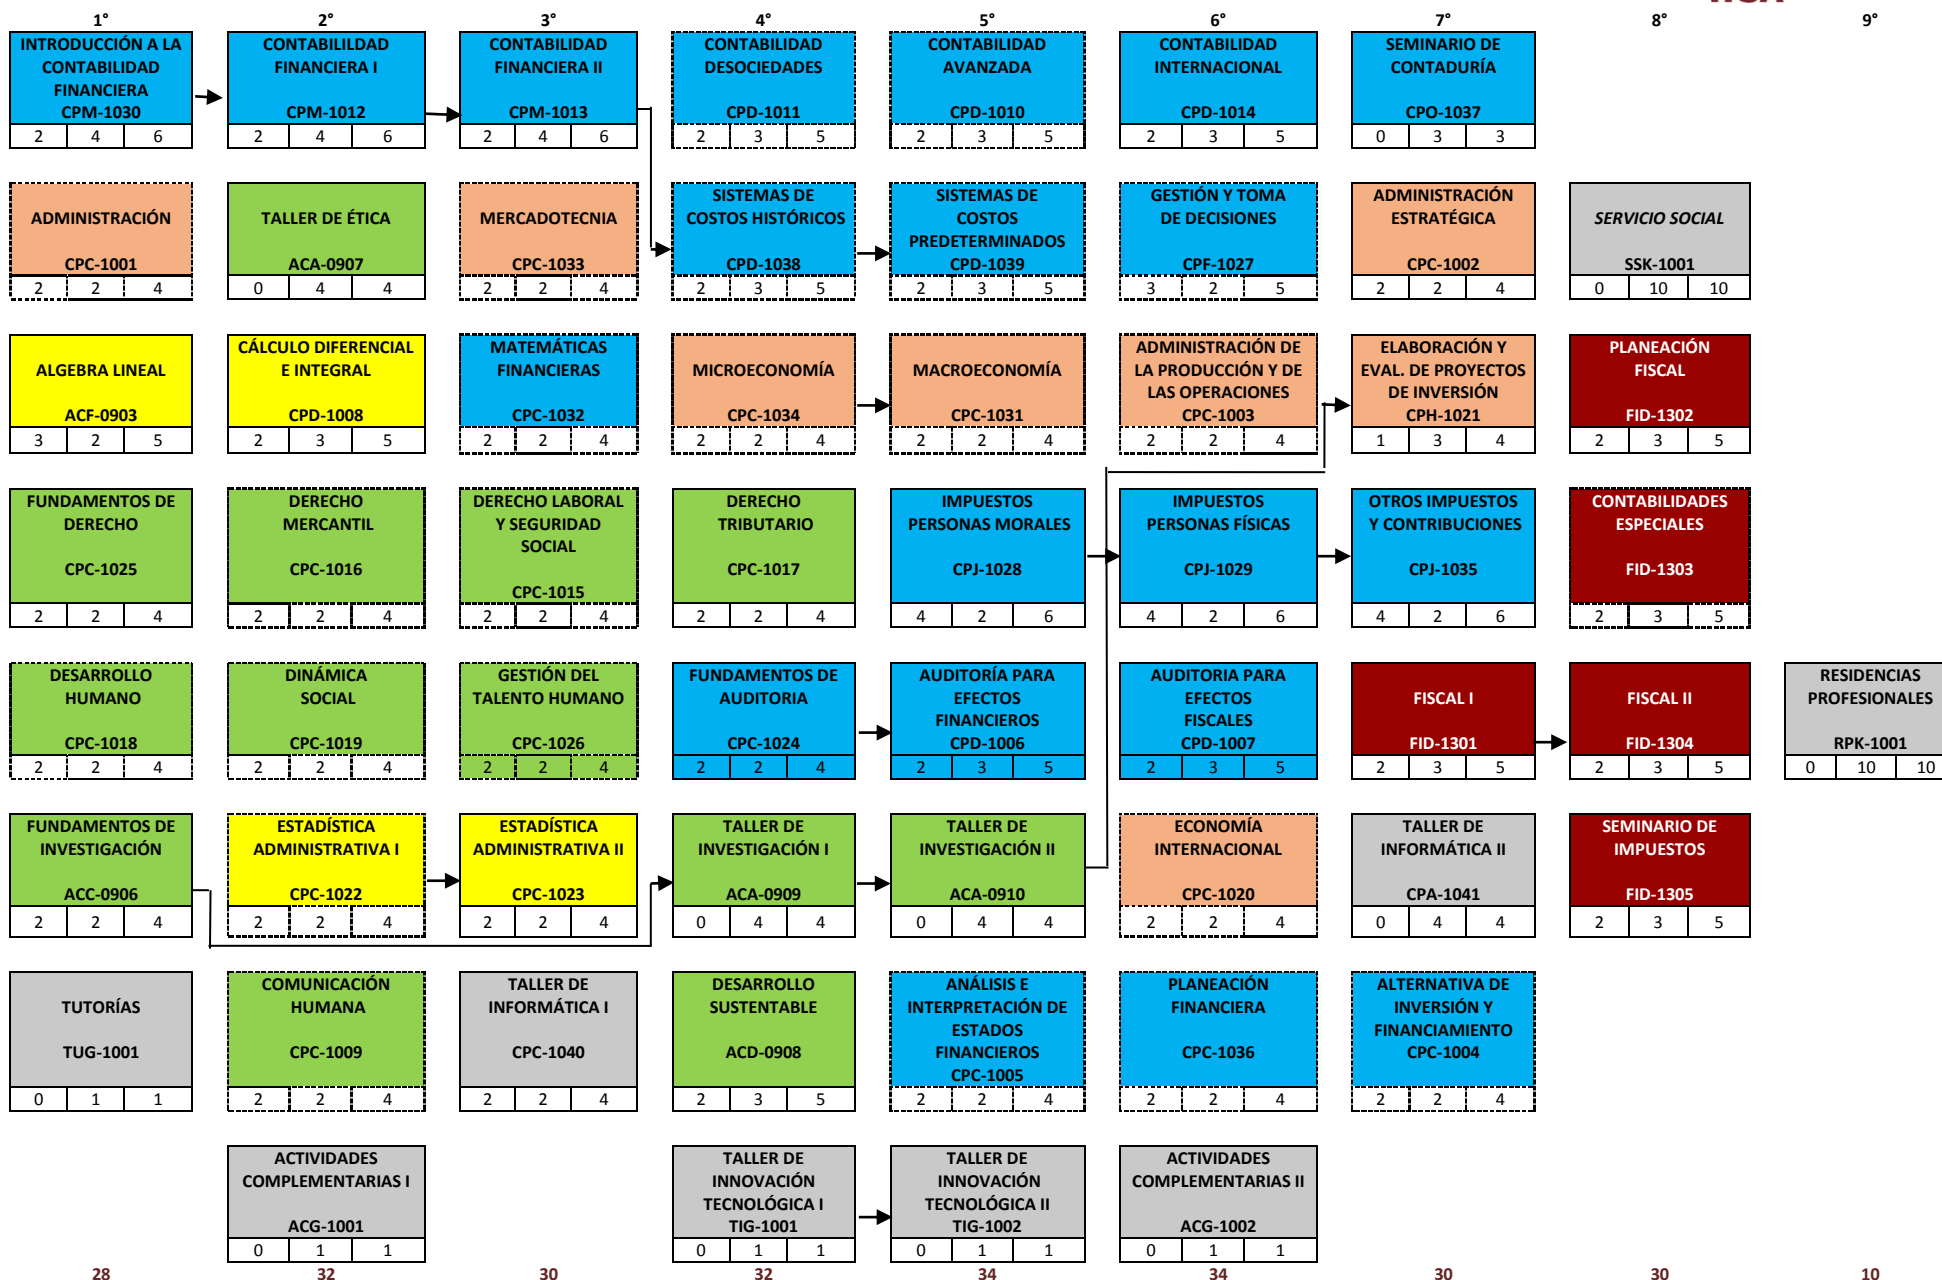 1° 2° 3° 4° 5° 6° 7° 8° 9°
INTRODUCCIÓN A LA
CONTABILIDAD
FINANCIERA
CPM-1030
2 4 6
CONTABILILDAD
FINANCIERA I
CPM-1012
2 4 6
CONTABILIDAD
FINANCIERA II
CPM-1013
2 4 6
CONTABILIDAD
DESOCIEDADES
CPD-1011
2 3 5
CONTABILIDAD
AVANZADA
CPD-1010
2 3 5
CONTABILIDAD
INTERNACIONAL
CPD-1014
2 3 5
SEMINARIO DE
CONTADURÍA
CPO-1037
0 3 3
ADMINISTRACIÓN
CPC-1001
2 2 4
TALLER DE ÉTICA
ACA-0907
0 4 4
MERCADOTECNIA
CPC-1033
2 2 4
SISTEMAS DE
COSTOS HISTÓRICOS
CPD-1038
2 3 5
SISTEMAS DE
COSTOS
PREDETERMINADOS
CPD-1039
2 3 5
GESTIÓN Y TOMA
DE DECISIONES
CPF-1027
3 2 5
ADMINISTRACIÓN
ESTRATÉGICA
CPC-1002
2 2 4
SERVICIO SOCIAL
SSK-1001
0 10 10
ALGEBRA LINEAL
ACF-0903
3 2 5
CÁLCULO DIFERENCIAL
E INTEGRAL
CPD-1008
2 3 5
MATEMÁTICAS
FINANCIERAS
CPC-1032
2 2 4
MICROECONOMÍA
CPC-1034
2 2 4
MACROECONOMÍA
CPC-1031
2 2 4
ADMINISTRACIÓN DE
LA PRODUCCIÓN Y DE
LAS OPERACIONES
CPC-1003
2 2 4
ELABORACIÓN Y
EVAL. DE PROYECTOS
DE INVERSIÓN
CPH-1021
1 3 4
PLANEACIÓN
FISCAL
FID-1302
2 3 5
FUNDAMENTOS DE
DERECHO
CPC-1025
2 2 4
DERECHO
MERCANTIL
CPC-1016
2 2 4
DERECHO LABORAL
Y SEGURIDAD
SOCIAL
CPC-1015
2 2 4
DERECHO
TRIBUTARIO
CPC-1017
2 2 4
IMPUESTOS
PERSONAS MORALES
CPJ-1028
4 2 6
IMPUESTOS
PERSONAS FÍSICAS
CPJ-1029
4 2 6
OTROS IMPUESTOS
Y CONTRIBUCIONES
CPJ-1035
4 2 6
CONTABILIDADES
ESPECIALES
FID-1303
2 3 5
DESARROLLO
HUMANO
CPC-1018
2 2 4
DINÁMICA
SOCIAL
CPC-1019
2 2 4
GESTIÓN DEL
TALENTO HUMANO
CPC-1026
2 2 4
FUNDAMENTOS DE
AUDITORIA
CPC-1024
2 2 4
AUDITORÍA PARA
EFECTOS
FINANCIEROS
CPD-1006
2 3 5
AUDITORIA PARA
EFECTOS
FISCALES
CPD-1007
2 3 5
FISCAL I
FID-1301
2 3 5
FISCAL II
FID-1304
2 3 5
RESIDENCIAS
PROFESIONALES
RPK-1001
0 10 10
FUNDAMENTOS DE
INVESTIGACIÓN
ACC-0906
2 2 4
ESTADÍSTICA
ADMINISTRATIVA I
CPC-1022
2 2 4
ESTADÍSTICA
ADMINISTRATIVA II
CPC-1023
2 2 4
TALLER DE
INVESTIGACIÓN I
ACA-0909
0 4 4
TALLER DE
INVESTIGACIÓN II
ACA-0910
0 4 4
ECONOMÍA
INTERNACIONAL
CPC-1020
2 2 4
TALLER DE
INFORMÁTICA II
CPA-1041
0 4 4
SEMINARIO DE
IMPUESTOS
FID-1305
2 3 5
TUTORÍAS
TUG-1001
0 1 1
COMUNICACIÓN
HUMANA
CPC-1009
2 2 4
TALLER DE
INFORMÁTICA I
CPC-1040
2 2 4
DESARROLLO
SUSTENTABLE
ACD-0908
2 3 5
ANÁLISIS E
INTERPRETACIÓN DE
ESTADOS
FINANCIEROS
CPC-1005
2 2 4
PLANEACIÓN
FINANCIERA
CPC-1036
2 2 4
ALTERNATIVA DE
INVERSIÓN Y
FINANCIAMIENTO
CPC-1004
2 2 4
ACTIVIDADES
COMPLEMENTARIAS I
ACG-1001
0 1 1
TALLER DE
INNOVACIÓN
TECNOLÓGICA I
TIG-1001
0 1 1
TALLER DE
INNOVACIÓN
TECNOLÓGICA II
TIG-1002
0 1 1
ACTIVIDADES
COMPLEMENTARIAS II
ACG-1002
0 1 1
28 32 30 32 34 34 30 30 10